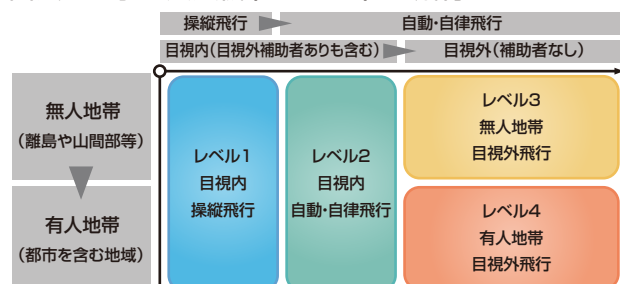 操縦飛行
自動・自律飛行
目視内(目視外補助者ありも含む)
目視外(補助者なし)
無人地帯
(離島や山間部等)
有人地帯
(都市を含む地域)
レベル1
目視内
操縦飛行
レベル2
目視内
自動・自律飛行
レベル3
無人地帯
目視外飛行
レベル4
有人地帯
目視外飛行